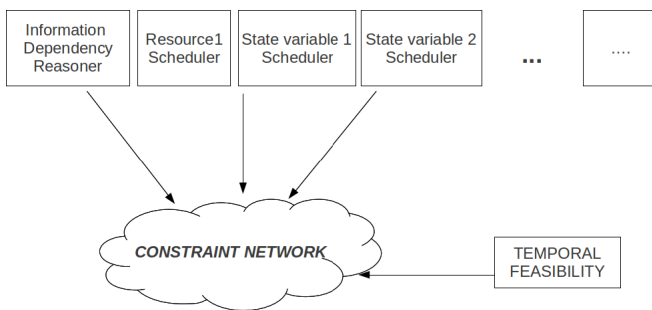 Information
Dependency
Reasoner
Resource1
Scheduler
State variable 1
Scheduler
State variable 2
Scheduler
...
....
CONSTRAINT NETWORK
TEMPORAL
FEASIBILITY